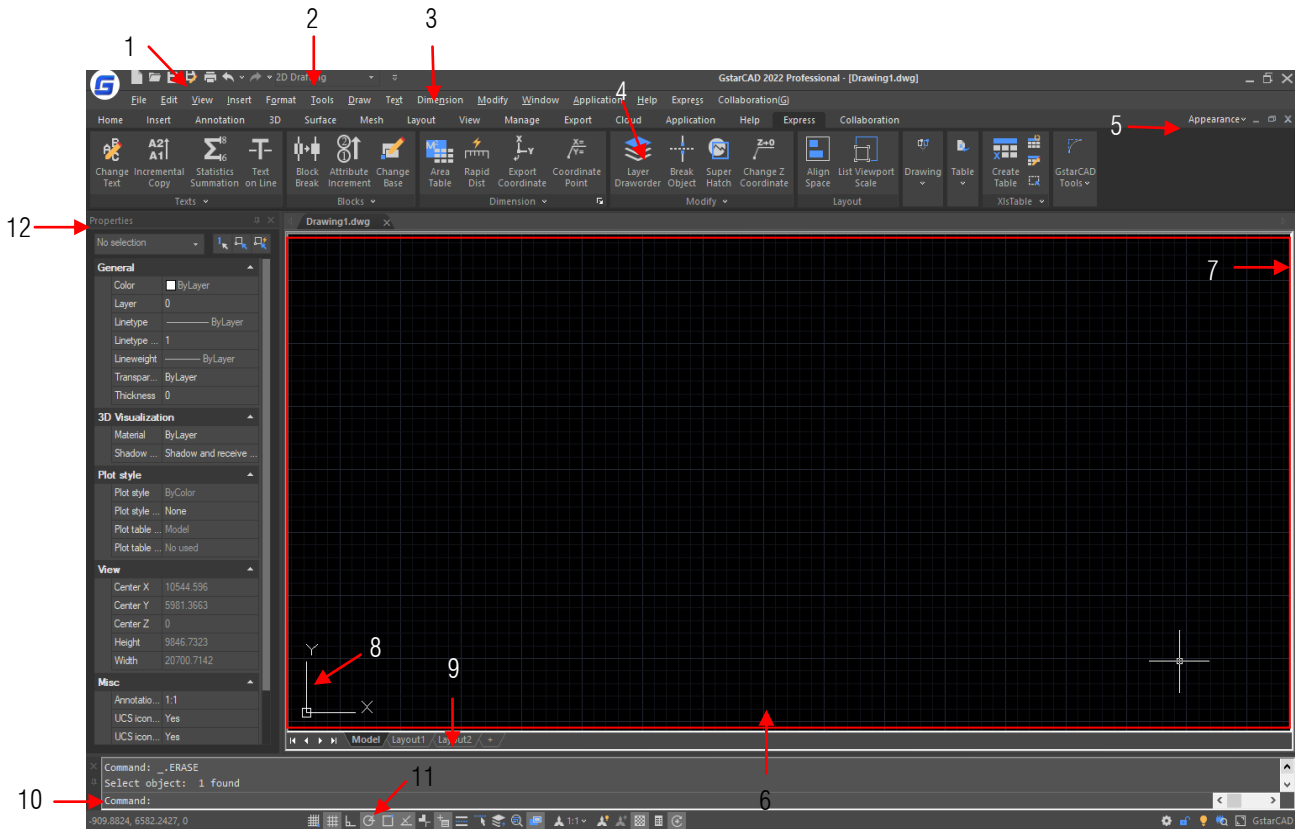 1
2
3
2D Drawing
GstarCAD 2022 Professional - [Drawing1.dwg]
File Edit View Insert Format Tools Draw Text Dimension Modify Window Application Help Express Collaboration(G)
4
Home Insert Annotation 3D Surface Mesh Layout View Manage Export Cloud Application Help Express Collaboration Appearance
5
Change Text
Incremental Copy
Statistics Summation
Text on Line
Block Break
Attribute Increment
Change Base
Area Table
Rapid Dist
Export Coordinate
Coordinate Point
Layer Draworder
Break Object
Super Hatch
Change Z Coordinate
Align Space
List Viewport Scale
Drawing
Table
Create Table
GstarCAD Tools
Texts Blocks Dimension Modify Layout XlsTable
12
Properties
Drawing1.dwg
No selection
7
General
Color ByLayer
Layer 0
Linetype ByLayer
Linetype ... 1
Lineweight ByLayer
Transpar... ByLayer
Thickness 0
3D Visualization
Material ByLayer
Shadow ... Shadow and receive ...
Plot style
Plot style ByColor
Plot style ... None
Plot table ... Model
Plot table ... No used
View
Center X 10544.596
Center Y 5981.3663
Center Z 0
Height 9846.7323
Width 20700.7142
Misc
Annotatio... 1:1
UCS icon... Yes
UCS icon... Yes
Y
8
9
X
Model Layout1 Layout2 +
Command: _.ERASE
Select object: 1 found
11
10
Command:
6
-909.8824, 6582.2427, 0
1:1
GstarCAD